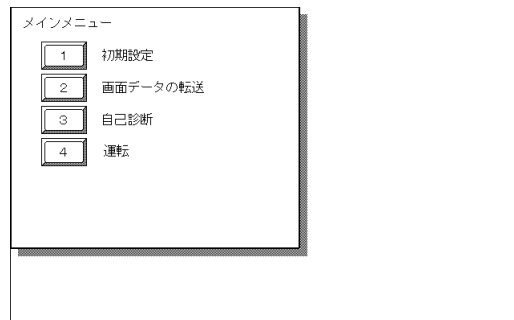 メインメニュー
1 初期設定
2 画面データの転送
3 自己診断
4 運転